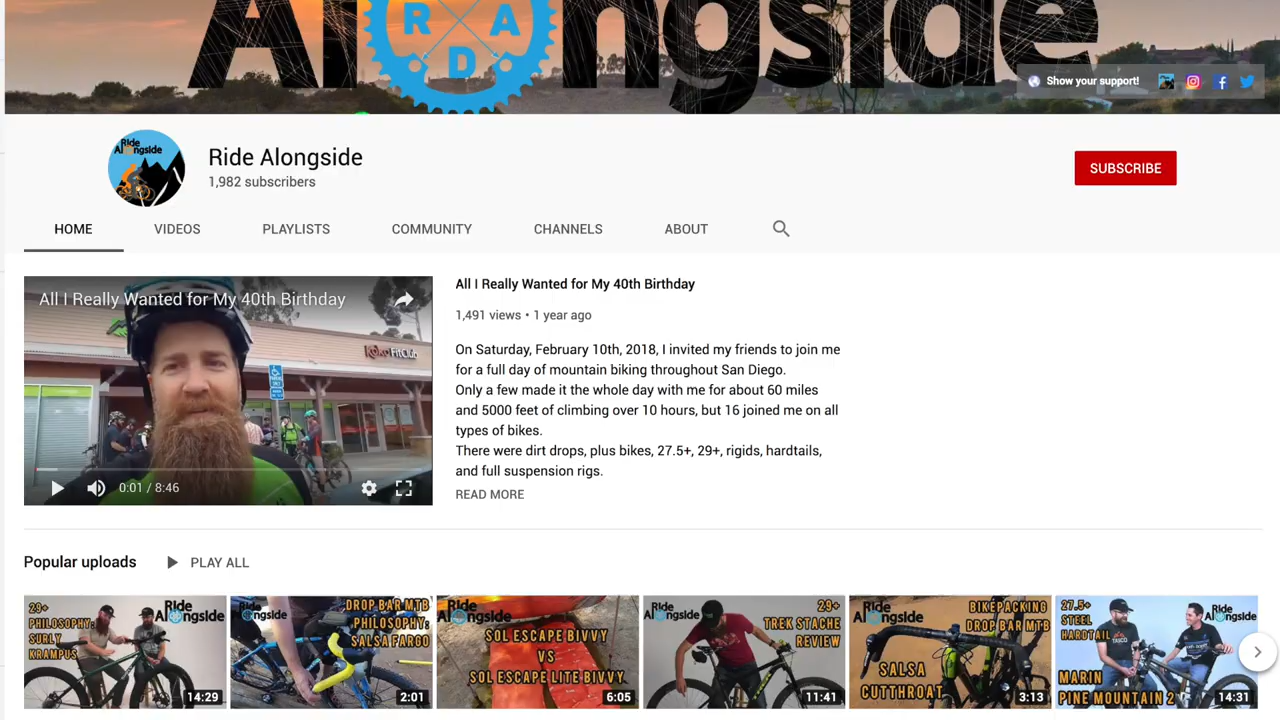 Alongside
R A
D
Show your support!
Ride
Alongside
Ride Alongside
1,982 subscribers
SUBSCRIBE
HOME VIDEOS PLAYLISTS COMMUNITY CHANNELS ABOUT
All I Really Wanted for My 40th Birthday
KokoFitClub
0:01 / 8:46
All I Really Wanted for My 40th Birthday
1,491 views • 1 year ago
On Saturday, February 10th, 2018, I invited my friends to join me
for a full day of mountain biking throughout San Diego.
Only a few made it the whole day with me for about 60 miles
and 5000 feet of climbing over 10 hours, but 16 joined me on all
types of bikes.
There were dirt drops, plus bikes, 27.5+, 29+, rigids, hardtails,
and full suspension rigs.
READ MORE
Popular uploads PLAY ALL
29+
PHILOSOPHY:
SURLY
KRAMPUS
Ride
Alongside
14:29
Ride
Alongside
DROP BAR MTB
PHILOSOPHY:
SALSA FARGO
2:01
Ride
Alongside
SOL ESCAPE BIVVY
VS
SOL ESCAPE LITE BIVVY
6:05
Ride
Alongside
29+
TREK STACHE
REVIEW
11:41
Ride
Alongside
BIKEPACKING
DROP BAR MTB
SALSA
CUTTHROAT
3:13
27.5+
STEEL
HARDTAIL
Ride
Alongside
MARIN
PINE MOUNTAIN 2
14:31